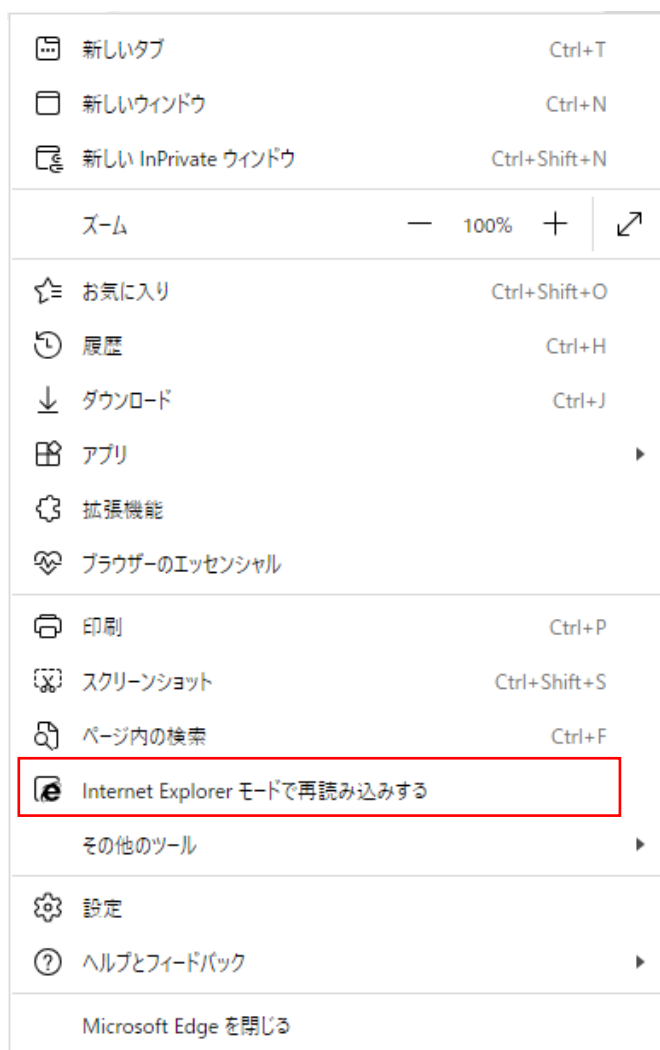 新しいタブ Ctrl+T
新しいウィンドウ Ctrl+N
新しい InPrivate ウィンドウ Ctrl+Shift+N
ズーム — 100% +
お気に入り Ctrl+Shift+O
履歴 Ctrl+H
ダウンロード Ctrl+J
アプリ
拡張機能
ブラウザーのエッセンシャル
印刷 Ctrl+P
スクリーンショット Ctrl+Shift+S
ページ内の検索 Ctrl+F
Internet Explorer モードで再読み込みする
その他のツール
設定
ヘルプとフィードバック
Microsoft Edge を閉じる